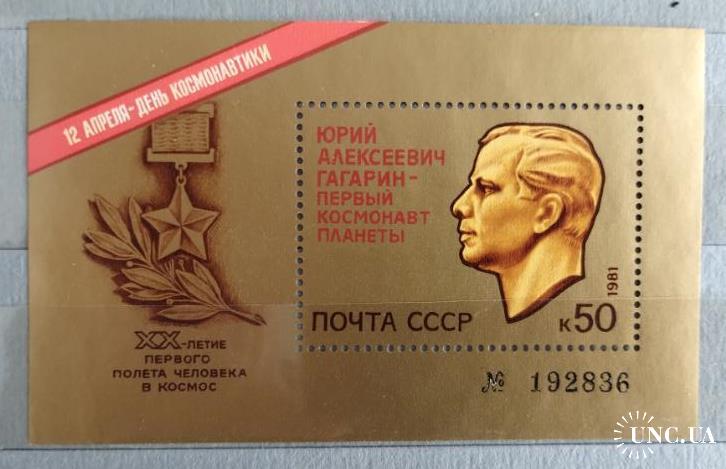 12 АПРЕЛЯ-ДЕНЬ КОСМОНАВТИКИ
ЮРИЙ
АЛЕКСЕЕВИЧ
ГАГАРИН-
ПЕРВЫЙ
КОСМОНАВТ
ПЛАНЕТЫ
1981
ПОЧТА СССР
к50
XX-ЛЕТИЕ
ПЕРВОГО
ПОЛЕТА ЧЕЛОВЕКА
В КОСМОС
№ 192836
UNC.UA